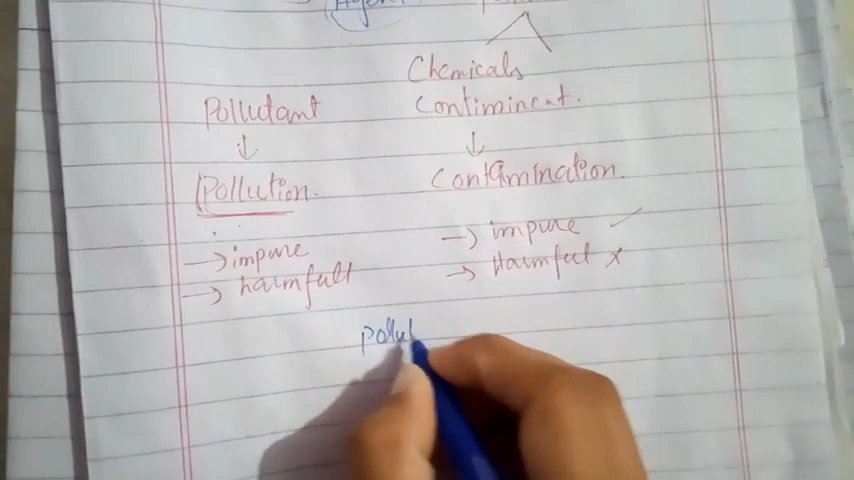 Chemicals
Pollutant Contiminent.
↓ ↓
Pollution. Contamination.
→ impure → impure ✓
→ harmfull → Harmful x
pollu